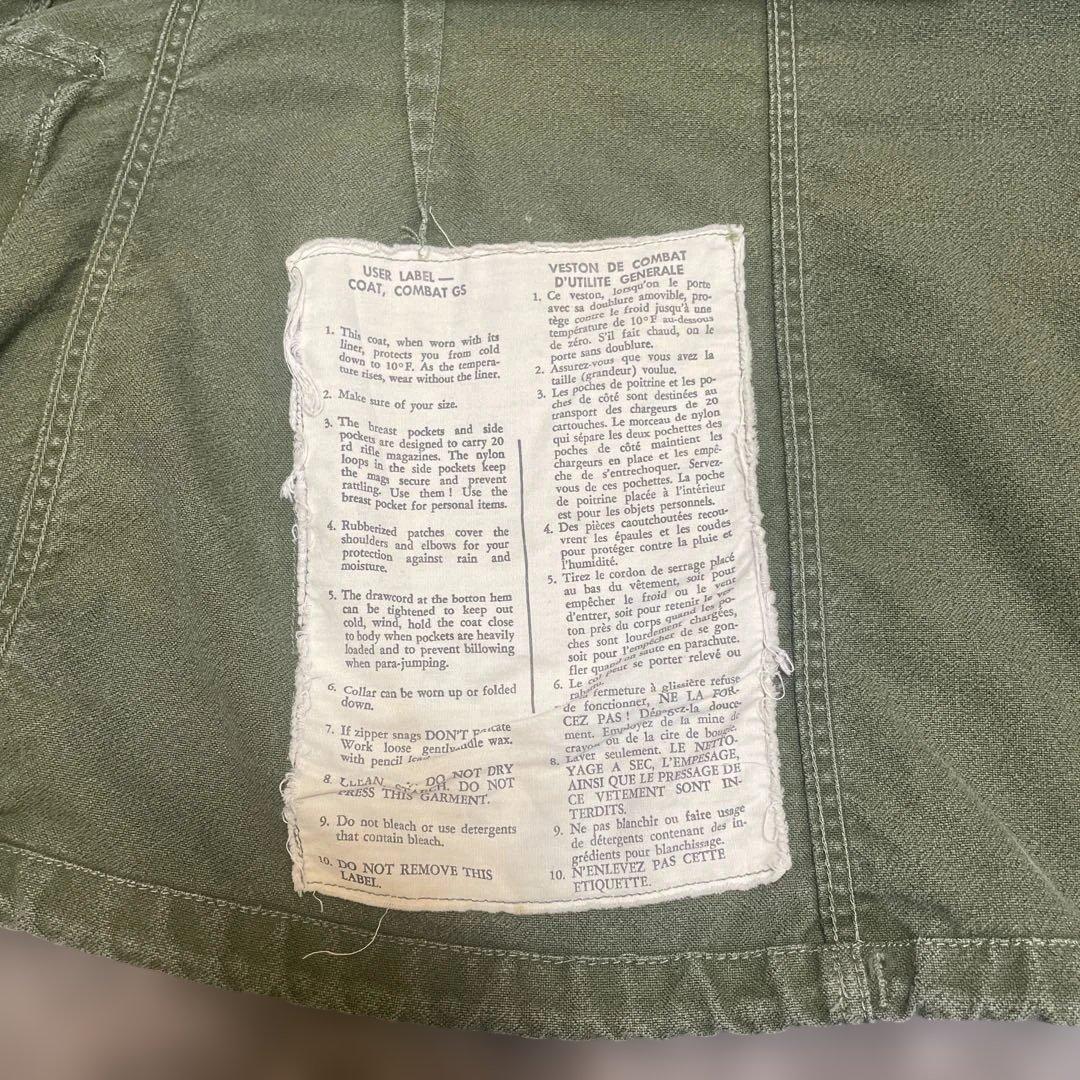 USER LABEL —
COAT, COMBAT GS
1. This coat, when worn with its
liner, protects you from cold
down to 10°F. As the tempera-
ture rises, wear without the liner.
2. Make sure of your size.
3. The breast pockets and side
pockets are designed to carry 20
rd rifle magazines. The nylon
loops in the side pockets keep
the mags secure and prevent
rattling. Use them! Use the
breast pocket for personal items.
4. Rubberized patches cover the
shoulders and elbows for your
protection against rain and
moisture.
5. The drawcord at the botton hem
can be tightened to keep out
cold, wind, hold the coat close
to body when pockets are heavily
loaded and to prevent billowing
when para-jumping.
6. Collar can be worn up or folded
down.
7. If zipper snags DON'T
Work loose
with pencil wax.
8. DO NOT DRY
DO NOT
PRESS THIS GARMENT.
9. Do not bleach or use detergents
that contain bleach.
10. DO NOT REMOVE THIS
LABEL.
VESTON DE COMBAT
D'UTILITE GENERALE
1. Ce veston, lorsqu'on le porte
avec sa doublure amovible, pro-
tège contre le froid jusqu'à une
température de 10°F au-dessous
de zéro. S'il fait chaud, on le
porte sans doublure.
2. Assurez-vous que vous avez la
taille (grandeur) voulue.
3. Les poches de poitrine et les po-
ches de côté sont destinées au
transport des chargeurs de 20
cartouches. Le morceau de nylon
qui sépare les deux pochettes des
poches de côté maintient les
chargeurs en place et les empê-
che de s'entrechoquer. Servez-
vous de ces pochettes. La poche
de poitrine placée à l'intérieur
est pour les objets personnels.
4. Des pièces caoutchoutées recou-
vrent les épaules et les coudes
pour protéger contre la pluie et
l'humidité.
5. Tirez le cordon de serrage placé
au bas du vêtement, soit pour
empêcher le froid ou le vent
d'entrer, soit pour retenir le ves-
ton près du corps quand les po-
ches sont lourdement chargées,
soit pour l'empêcher de se gon-
fler quand on saute en parachute.
6. Le col peut se porter relevé ou
fermeture à glissière refuse
de fonctionner, NE LA FOR-
CEZ PAS! Dégagez-la douce-
ment. Employez de la mine de
crayon ou de la cire de bougie.
8. Laver seulement. LE NETTO-
YAGE A SEC, L'EMPESAGE,
AINSI QUE LE PRESSAGE DE
CE VETEMENT SONT IN-
TERDITS.
9. Ne pas blanchir ou faire usage
de détergents contenant des in-
grédients pour blanchissage.
10. N'ENLEVEZ PAS CETTE
ETIQUETTE.